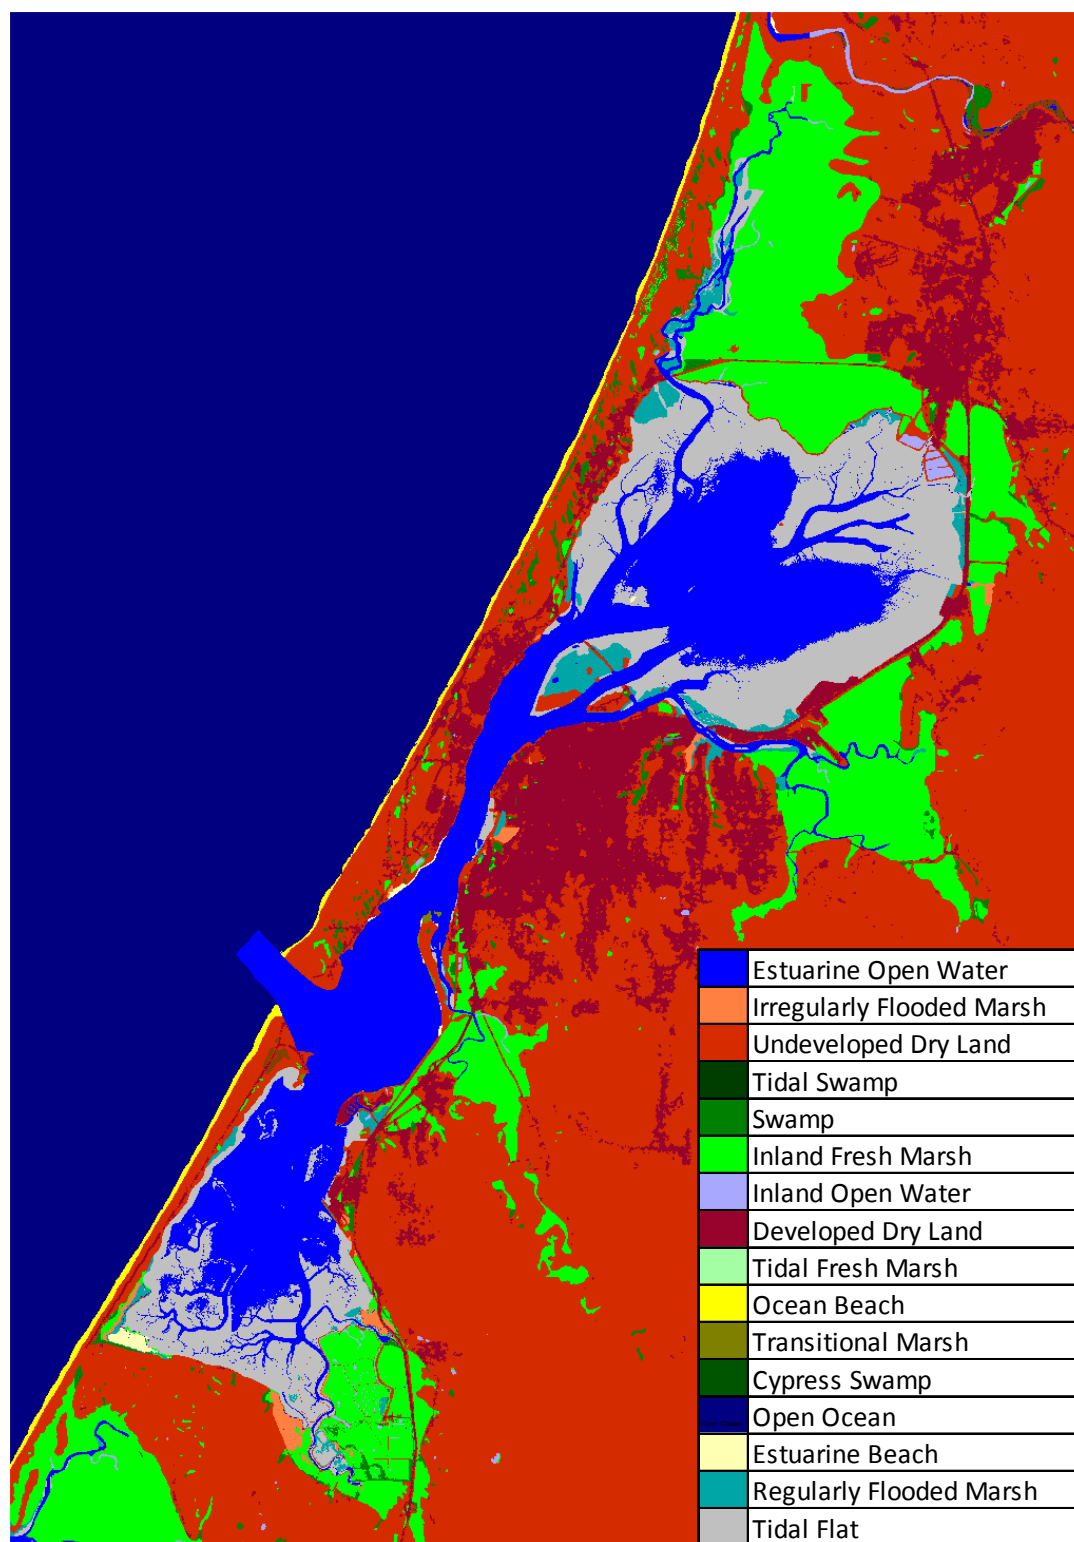 Estuarine Open Water
Irregularly Flooded Marsh
Undeveloped Dry Land
Tidal Swamp
Swamp
Inland Fresh Marsh
Inland Open Water
Developed Dry Land
Tidal Fresh Marsh
Ocean Beach
Transitional Marsh
Cypress Swamp
Open Ocean
Estuarine Beach
Regularly Flooded Marsh
Tidal Flat